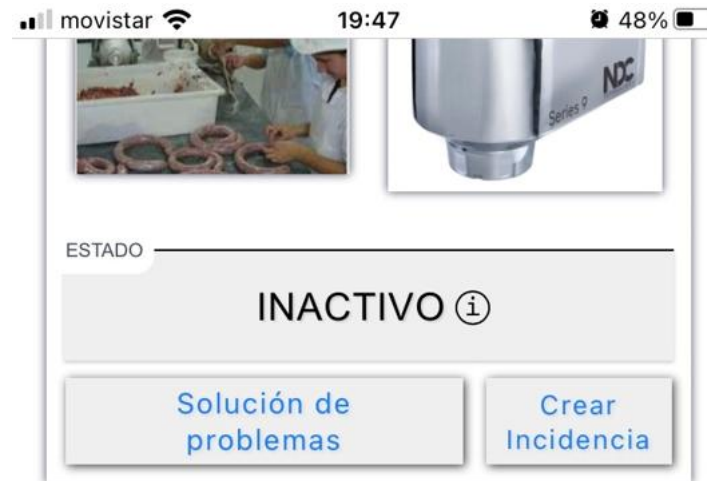 movistar 19:47 48%
NDC
Series 9
ESTADO
INACTIVO i
Solución de
problemas
Crear
Incidencia